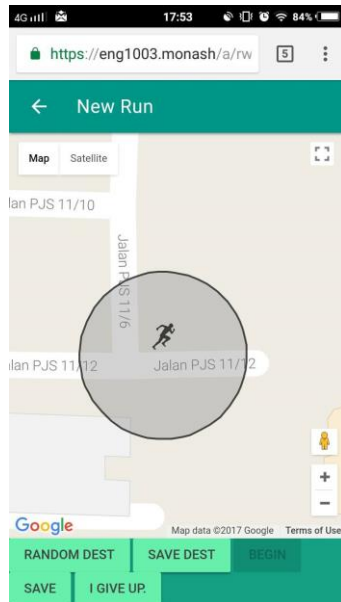 4G 17:53 84%
https://eng1003.monash/a/rw 5
New Run
Map Satellite
lan PJS 11/10
Jalan PJS 11/6
alan PJS 11/12 Jalan PJS 11/12
Google Map data ©2017 Google Terms of Use
RANDOM DEST SAVE DEST BEGIN
SAVE I GIVE UP.